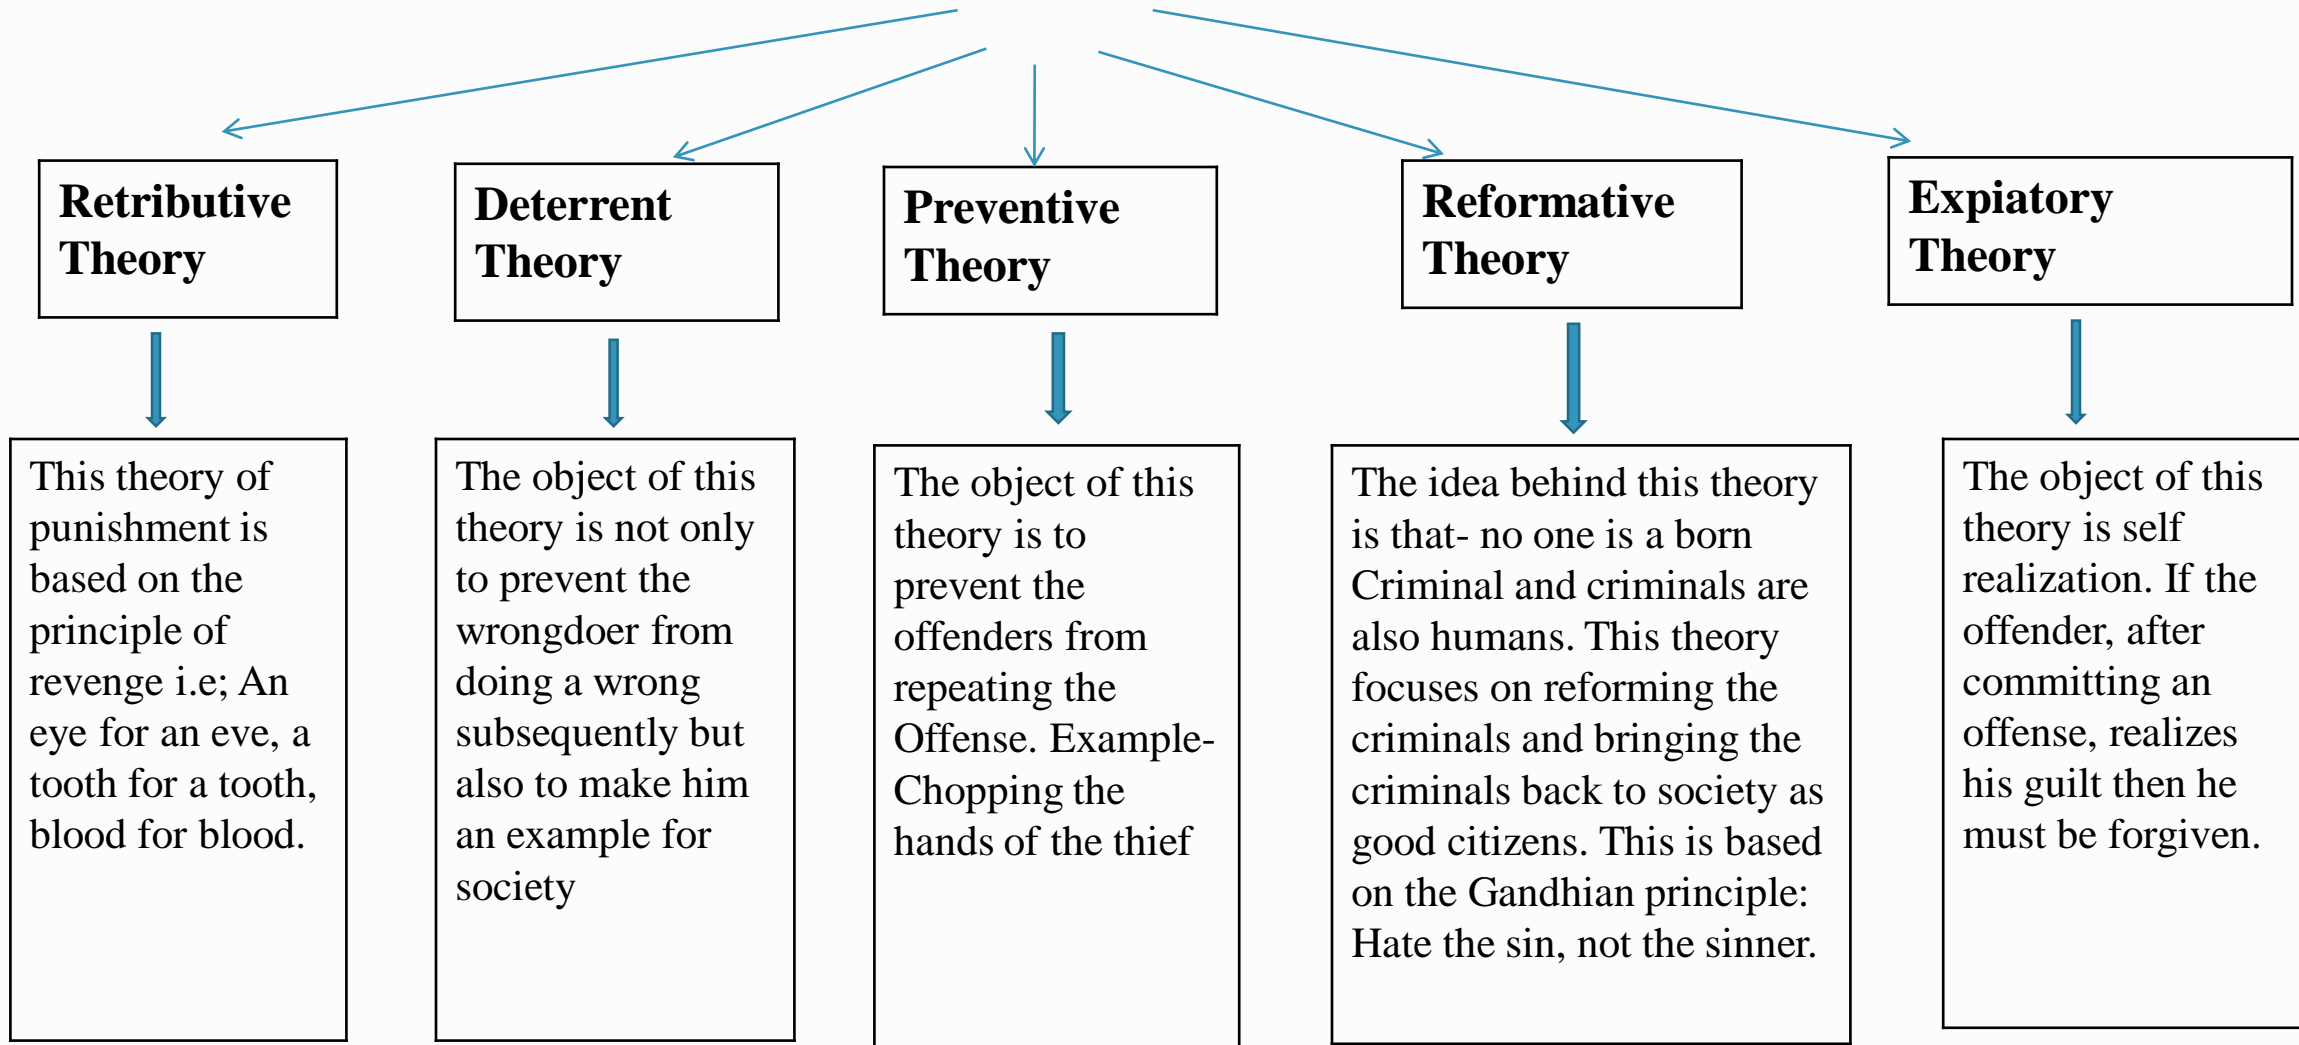 Retributive
Theory
Deterrent
Theory
Preventive
Theory
Reformative
Theory
Expiatory
Theory
This theory of
punishment is
based on the
principle of
revenge i.e; An
eye for an eve, a
tooth for a tooth,
blood for blood.
The object of this
theory is not only
to prevent the
wrongdoer from
doing a wrong
subsequently but
also to make him
an example for
society
The object of this
theory is to
prevent the
offenders from
repeating the
Offense. Example-
Chopping the
hands of the thief
The idea behind this theory
is that- no one is a born
Criminal and criminals are
also humans. This theory
focuses on reforming the
criminals and bringing the
criminals back to society as
good citizens. This is based
on the Gandhian principle:
Hate the sin, not the sinner.
The object of this
theory is self
realization. If the
offender, after
committing an
offense, realizes
his guilt then he
must be forgiven.